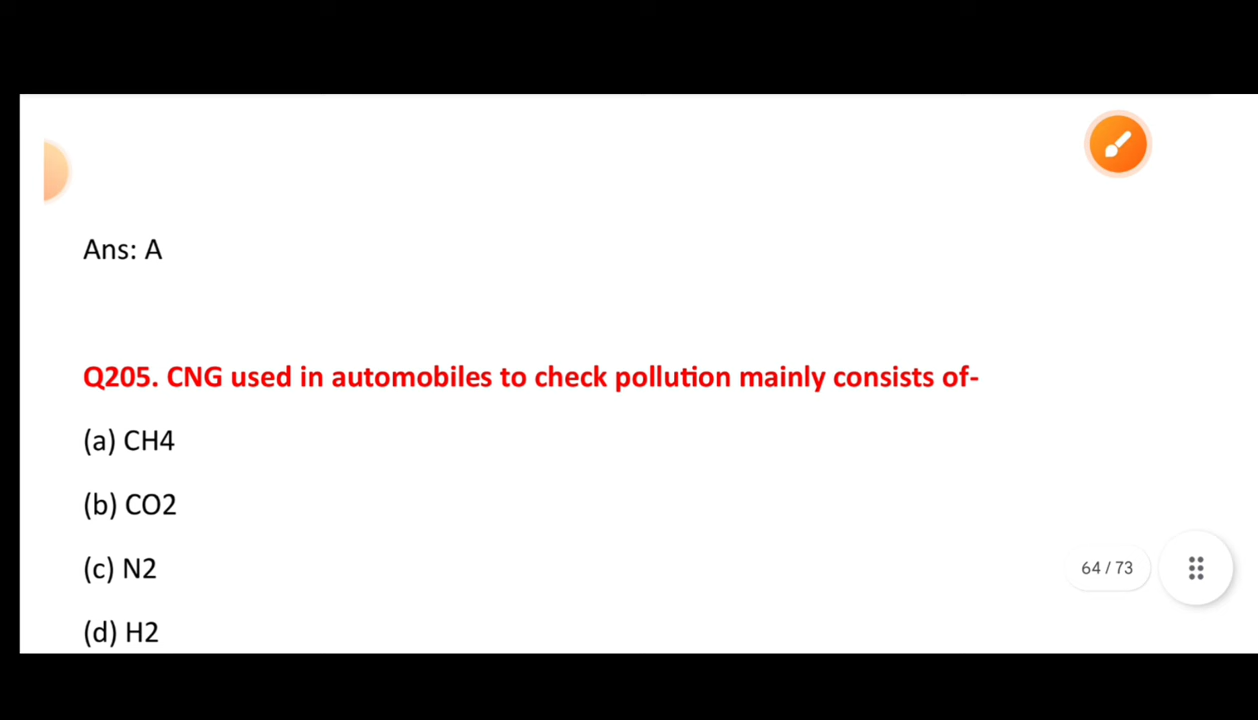 Ans: A
Q205. CNG used in automobiles to check pollution mainly consists of-
(a) CH4
(b) CO2
(c) N2
64 / 73
(d) H2